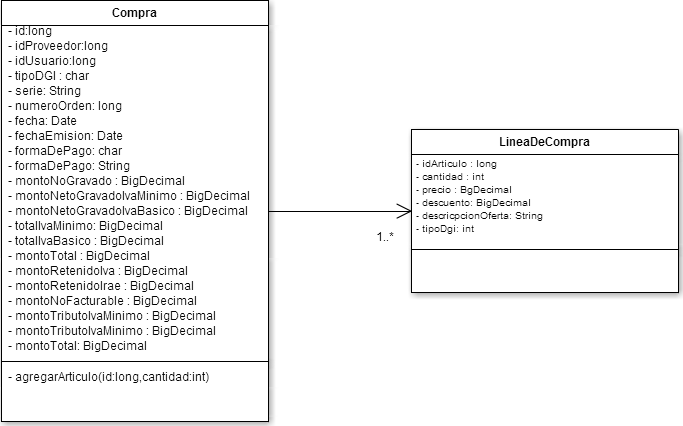 Compra
- id:long
- idProveedor:long
- idUsuario:long
- tipoDGI : char
- serie: String
- numeroOrden: long
- fecha: Date
- fechaEmision: Date
- formaDePago: char
- formaDePago: String
- montoNoGravado : BigDecimal
- montoNetoGravadoIvaMinimo : BigDecimal
- montoNetoGravadoIvaBasico : BigDecimal
- totalIvaMinimo: BigDecimal
- totalIvaBasico : BigDecimal
- montoTotal : BigDecimal
- montoRetenidoIva : BigDecimal
- montoRetenidoIrae : BigDecimal
- montoNoFacturable : BigDecimal
- montoTributoIvaMinimo : BigDecimal
- montoTributoIvaMinimo : BigDecimal
- montoTotal: BigDecimal
- agregarArticulo(id:long,cantidad:int)
1..*
LineaDeCompra
- idArticulo : long
- cantidad : int
- precio : BgDecimal
- descuento: BigDecimal
- descricpcionOferta: String
- tipoDgi: int